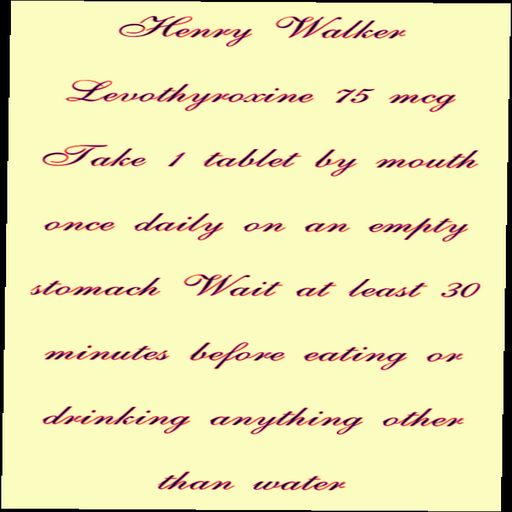 Henry Walker
Levothyroxine 75 mcg
Take 1 tablet by mouth
once daily on an empty
stomach Wait at least 30
minutes before eating or
drinking anything other
than water